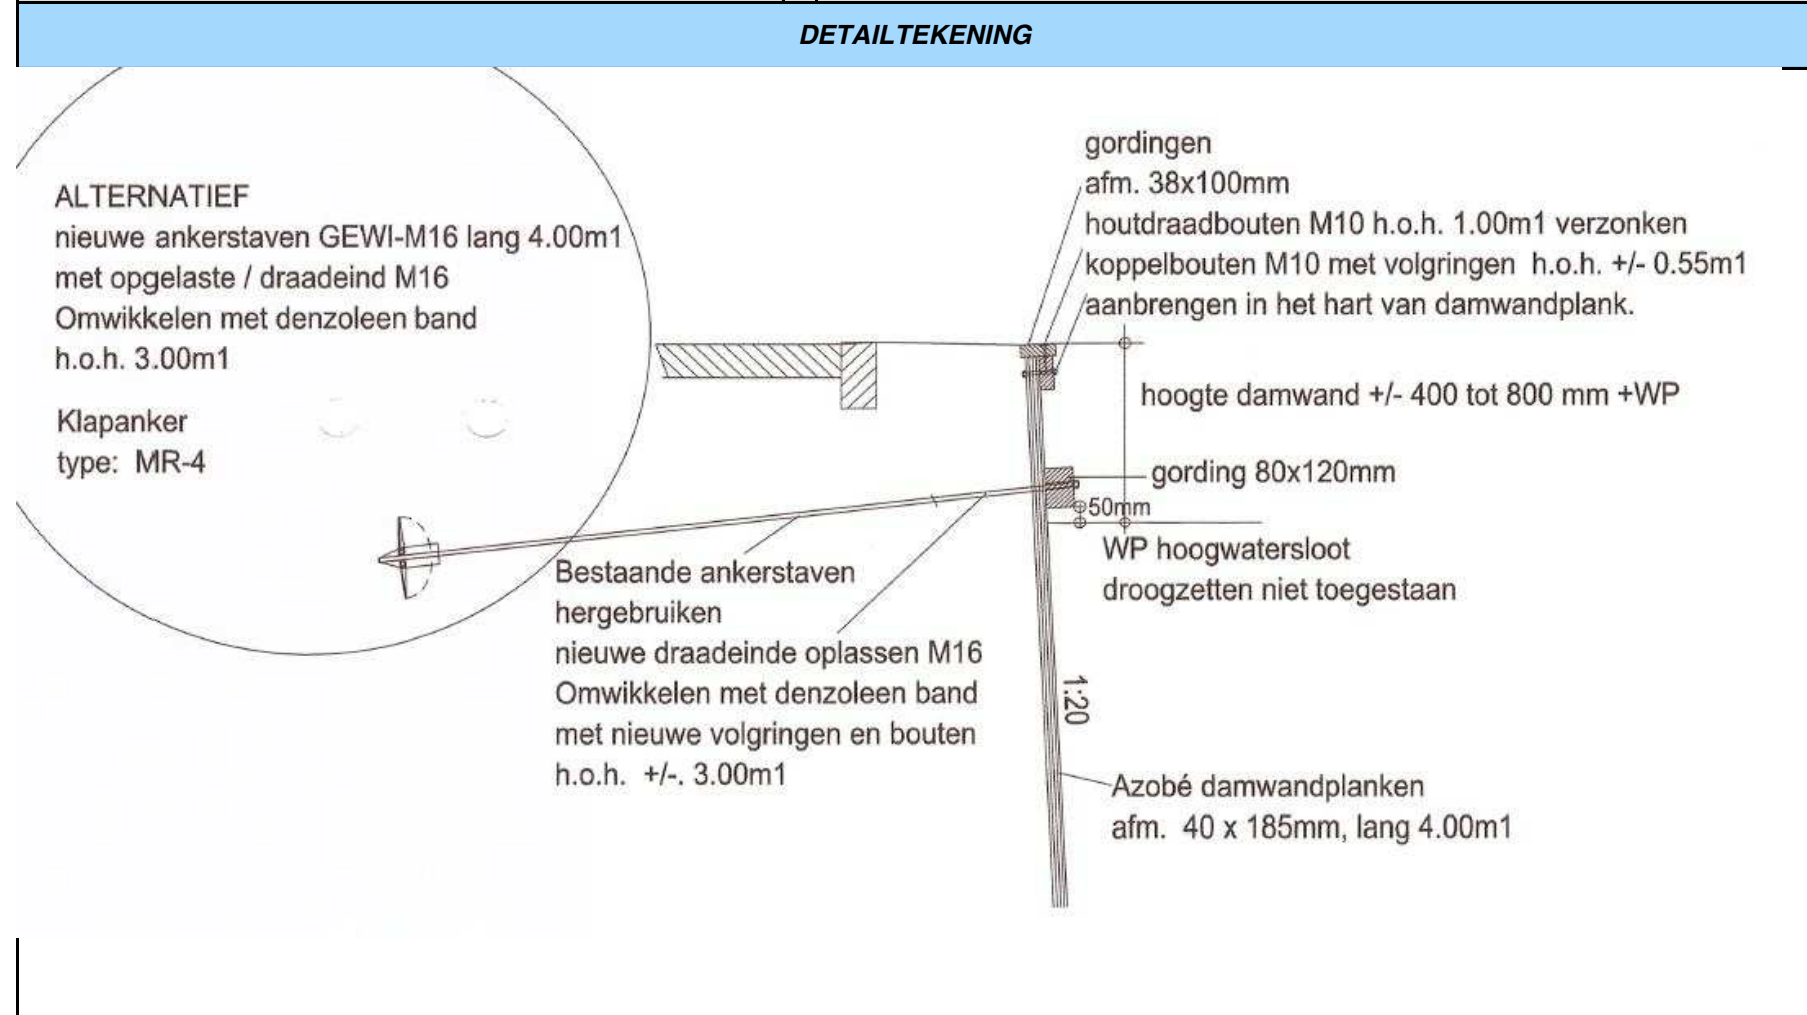 DETAILTEKENING
ALTERNATIEF
nieuwe ankerstaven GEWI-M16 lang 4.00m1
met opgelaste / draadeind M16
Omwikkelen met denzoleen band
h.o.h. 3.00m1
Klapanker
type: MR-4
gordingen
afm. 38x100mm
houtdraadbouten M10 h.o.h. 1.00m1 verzonken
koppelbouten M10 met volgringen h.o.h. +/- 0.55m1
aanbrengen in het hart van damwandplank.
hoogte damwand +/- 400 tot 800 mm +WP
gording 80x120mm
50mm
WP hoogwatersloot
droogzetten niet toegestaan
Bestaande ankerstaven
hergebruiken
nieuwe draadeinde oplassen M16
Omwikkelen met denzoleen band
met nieuwe volgringen en bouten
h.o.h. +/-. 3.00m1
1:20
Azobé damwandplanken
afm. 40 x 185mm, lang 4.00m1